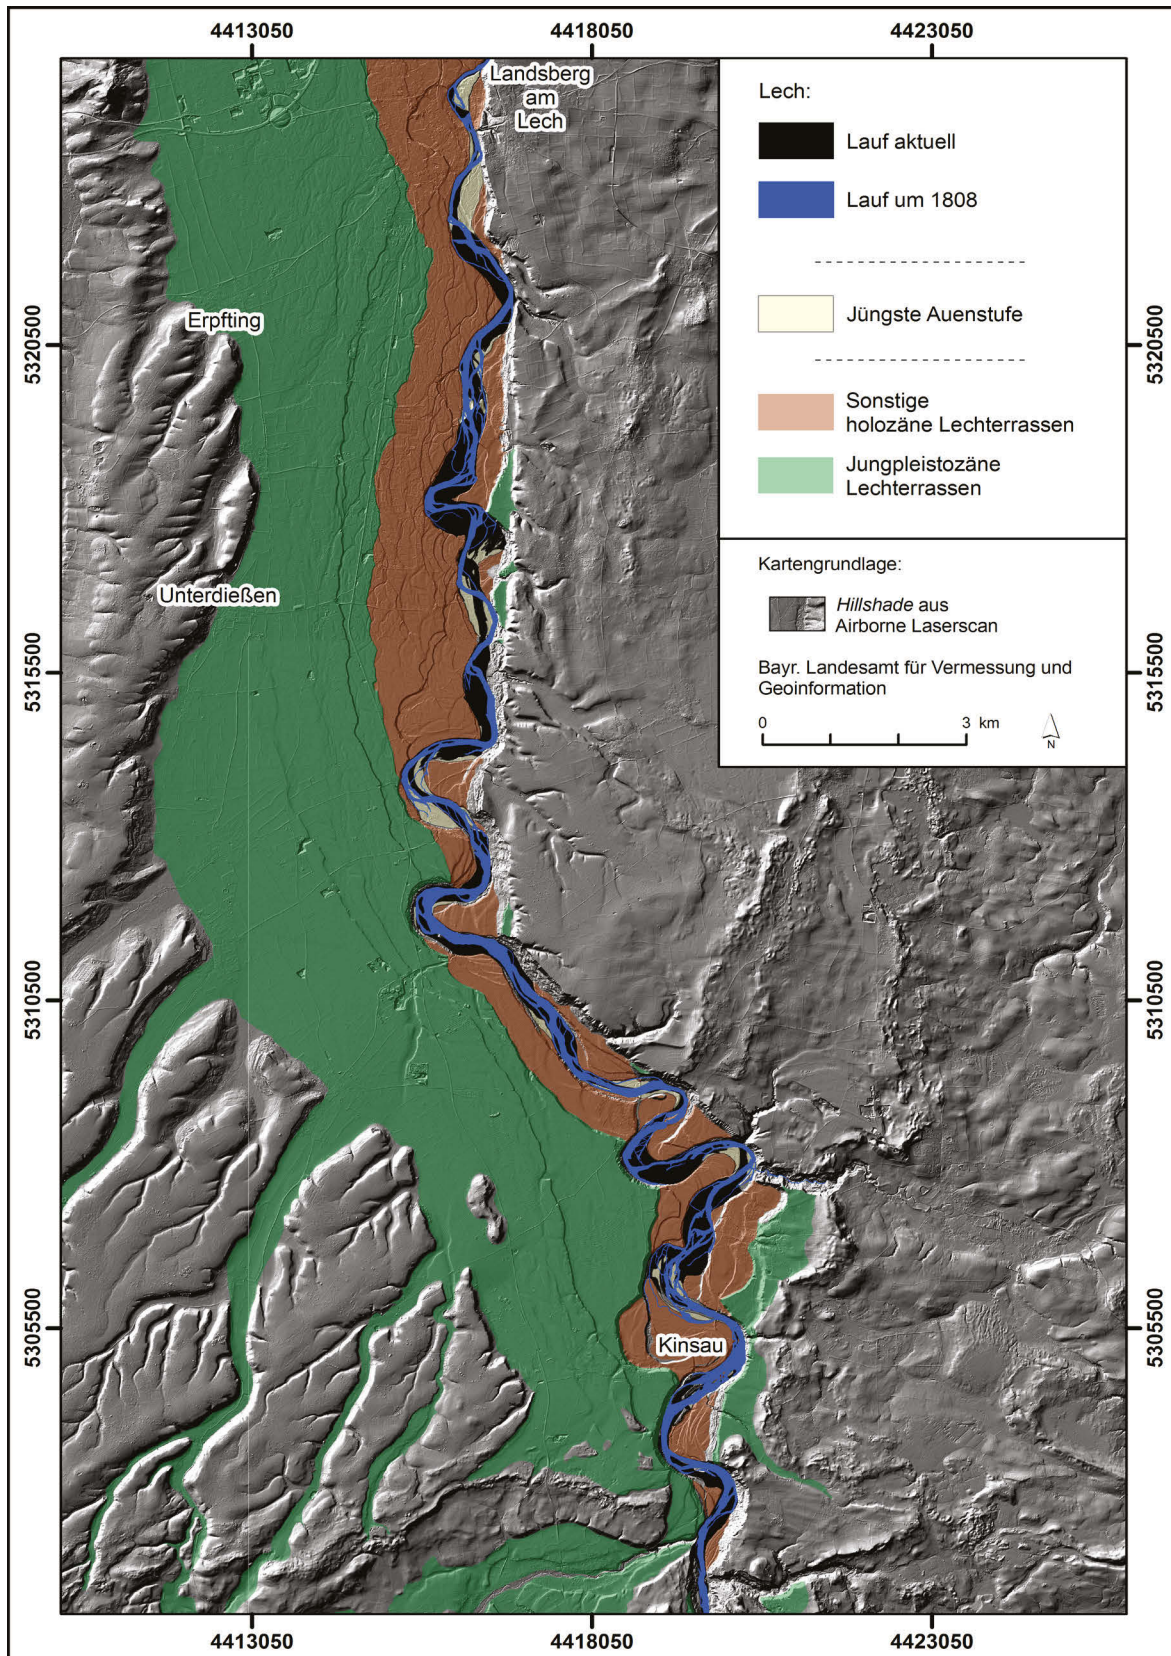 4413050
4418050
4423050
Landsberg
am
Lech
Lech:
Lauf aktuell
Lauf um 1808
Jüngste Auenstufe
Sonstige
holozäne Lechterrassen
Jungpleistozäne
Lechterrassen
Kartengrundlage:
Hillshade aus
Airborne Laserscan
Bayr. Landesamt für Vermessung und
Geoinformation
0 3 km
N
5320500
5320500
Erpfting
Unterdießen
5315500
5315500
5310500
5310500
5305500
5305500
Kinsau
4413050
4418050
4423050